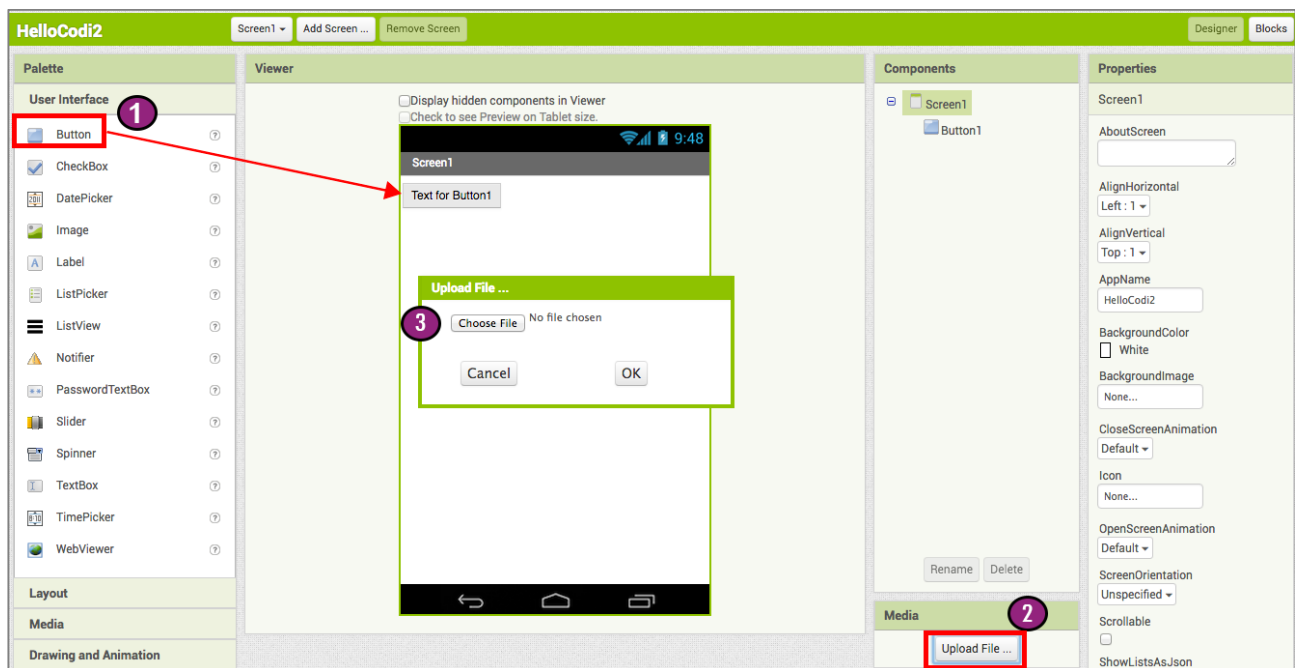 HelloCodi2
Screen1
Add Screen ...
Remove Screen
Designer
Blocks
Palette
User Interface
1
Button
CheckBox
DatePicker
Image
Label
ListPicker
ListView
Notifier
PasswordTextBox
Slider
Spinner
TextBox
TimePicker
WebViewer
Layout
Media
Drawing and Animation
Viewer
Display hidden components in Viewer
Check to see Preview on Tablet size.
9:48
Screen1
Text for Button1
Upload File ...
3
Choose File No file chosen
Cancel
OK
Components
Screen1
Button1
Rename
Delete
Media
2
Upload File ...
Properties
Screen1
AboutScreen
AlignHorizontal
Left : 1
AlignVertical
Top : 1
AppName
HelloCodi2
BackgroundColor
White
BackgroundImage
None...
CloseScreenAnimation
Default
Icon
None...
OpenScreenAnimation
Default
ScreenOrientation
Unspecified
Scrollable
ShowListsAsJson